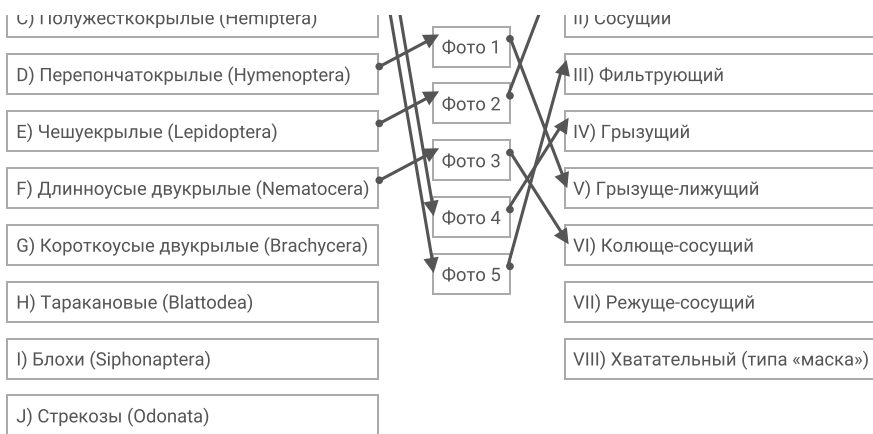 C) Полужесткокрылые (Hemiptera)
D) Перепончатокрылые (Hymenoptera)
E) Чешуекрылые (Lepidoptera)
F) Длинноусые двукрылые (Nematocera)
G) Короткоусые двукрылые (Brachycera)
H) Таракановые (Blattodea)
I) Блохи (Siphonaptera)
J) Стрекозы (Odonata)
Фото 1
Фото 2
Фото 3
Фото 4
Фото 5
II) Сосущий
III) Фильтрующий
IV) Грызущий
V) Грызуще-лижущий
VI) Колюще-сосущий
VII) Режуще-сосущий
VIII) Хватательный (типа «маска»)